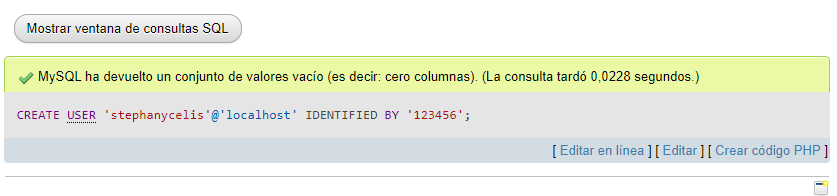 Mostrar ventana de consultas SQL
MySQL ha devuelto un conjunto de valores vacío (es decir: cero columnas). (La consulta tardó 0,0228 segundos.)
CREATE USER 'stephanycelis'@'localhost' IDENTIFIED BY '123456';
[ Editar en línea ] [ Editar ] [ Crear código PHP ]